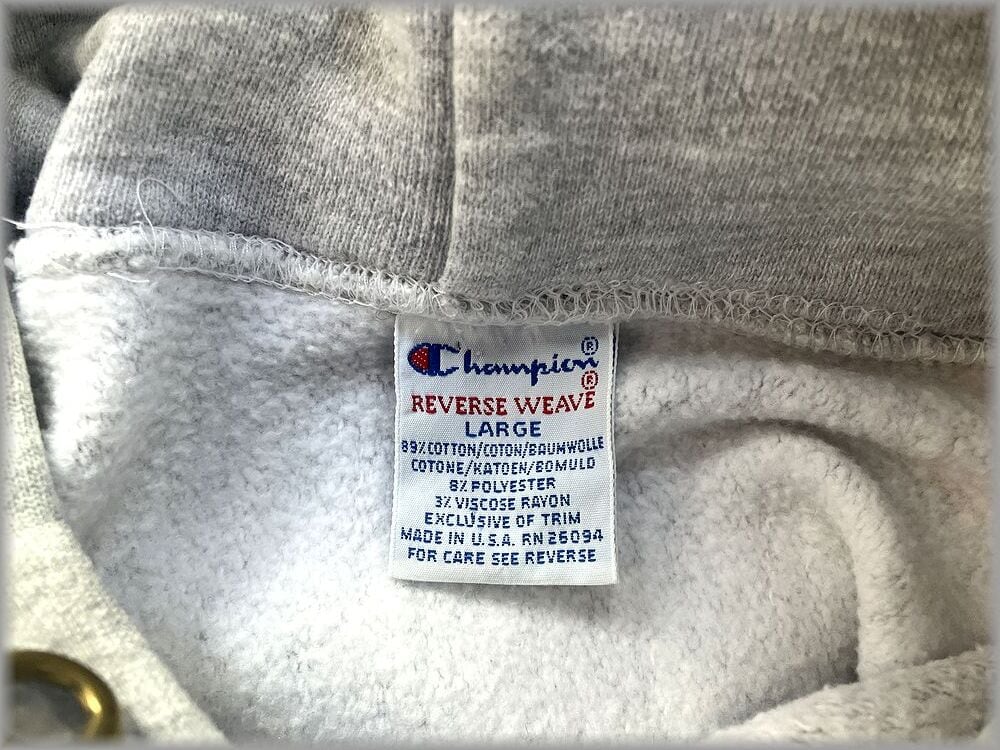 Champion®
REVERSE WEAVE®
LARGE
89% COTTON/COTON/BAUMWOLLE
COTONE/KATOEN/BOMULD
8% POLYESTER
3% VISCOSE RAYON
EXCLUSIVE OF TRIM
MADE IN U.S.A. RN 26094
FOR CARE SEE REVERSE